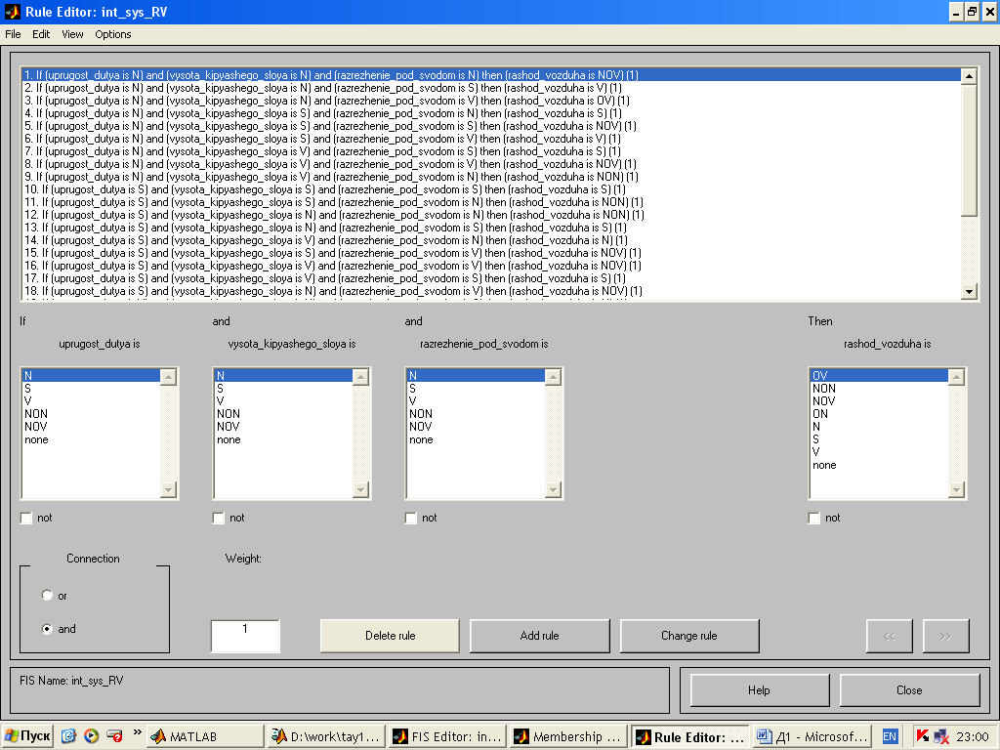 Rule Editor: int_sys_RV
File Edit View Options
1. If (uprugost_dutya is N) and (vysota_kipyashego_sloya is N) and (razrezhenie_pod_svodom is N) then (rashod_vozduha is NOV) (1)
2. If (uprugost_dutya is N) and (vysota_kipyashego_sloya is N) and (razrezhenie_pod_svodom is S) then (rashod_vozduha is V) (1)
3. If (uprugost_dutya is N) and (vysota_kipyashego_sloya is N) and (razrezhenie_pod_svodom is V) then (rashod_vozduha is OV) (1)
4. If (uprugost_dutya is N) and (vysota_kipyashego_sloya is S) and (razrezhenie_pod_svodom is N) then (rashod_vozduha is S) (1)
5. If (uprugost_dutya is N) and (vysota_kipyashego_sloya is S) and (razrezhenie_pod_svodom is S) then (rashod_vozduha is NOV) (1)
6. If (uprugost_dutya is N) and (vysota_kipyashego_sloya is S) and (razrezhenie_pod_svodom is V) then (rashod_vozduha is V) (1)
7. If (uprugost_dutya is N) and (vysota_kipyashego_sloya is V) and (razrezhenie_pod_svodom is S) then (rashod_vozduha is S) (1)
8. If (uprugost_dutya is N) and (vysota_kipyashego_sloya is V) and (razrezhenie_pod_svodom is V) then (rashod_vozduha is NOV) (1)
9. If (uprugost_dutya is N) and (vysota_kipyashego_sloya is V) and (razrezhenie_pod_svodom is N) then (rashod_vozduha is NON) (1)
10. If (uprugost_dutya is S) and (vysota_kipyashego_sloya is S) and (razrezhenie_pod_svodom is S) then (rashod_vozduha is S) (1)
11. If (uprugost_dutya is S) and (vysota_kipyashego_sloya is S) and (razrezhenie_pod_svodom is N) then (rashod_vozduha is NON) (1)
12. If (uprugost_dutya is S) and (vysota_kipyashego_sloya is N) and (razrezhenie_pod_svodom is N) then (rashod_vozduha is NON) (1)
13. If (uprugost_dutya is S) and (vysota_kipyashego_sloya is N) and (razrezhenie_pod_svodom is S) then (rashod_vozduha is S) (1)
14. If (uprugost_dutya is S) and (vysota_kipyashego_sloya is V) and (razrezhenie_pod_svodom is N) then (rashod_vozduha is N) (1)
15. If (uprugost_dutya is S) and (vysota_kipyashego_sloya is S) and (razrezhenie_pod_svodom is V) then (rashod_vozduha is NOV) (1)
16. If (uprugost_dutya is S) and (vysota_kipyashego_sloya is V) and (razrezhenie_pod_svodom is V) then (rashod_vozduha is NOV) (1)
17. If (uprugost_dutya is S) and (vysota_kipyashego_sloya is V) and (razrezhenie_pod_svodom is S) then (rashod_vozduha is S) (1)
18. If (uprugost_dutya is S) and (vysota_kipyashego_sloya is N) and (razrezhenie_pod_svodom is V) then (rashod_vozduha is NOV) (1)
If and and Then
uprugost_dutya is vysota_kipyashego_sloya is razrezhenie_pod_svodom is rashod_vozduha is
N N N OV
S S S NON
V V V NOV
NON NON NON ON
NOV NOV NOV N
none none none S
V
none
not not not not
Connection Weight:
or
and
1 Delete rule Add rule Change rule << >>
FIS Name: int_sys_RV Help Close
Пуск » MATLAB D:\work\tay1... FIS Editor: in... Membership ... Rule Editor: ... Д1 - Microsof... EN 23:00